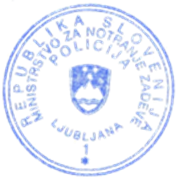 REPUBLIKA SLOVENIJA
MINISTRSTVO ZA NOTRANJE ZADEVE
POLICIJA
LJUBLJANA
1